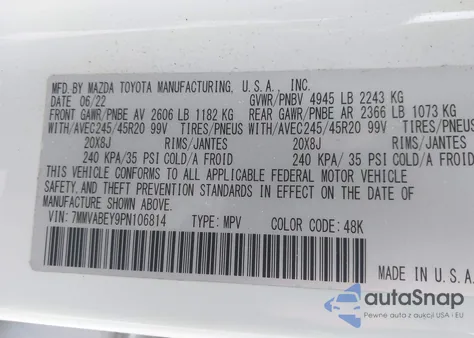 MFD. BY MAZDA TOYOTA MANUFACTURING, U.S.A., INC.
DATE 06/22 GVWR/PNBV 4945 LB 2243 KG
FRONT GAWR/PNBE AV 2606 LB 1182 KG REAR GAWR/PNBE AR 2366 LB 1073 KG
WITH/AVEC245/45R20 99V TIRES/PNEUS WITH/AVEC245/45R20 99V TIRES/PNEUS
20X8J RIMS/JANTES 20X8J RIMS/JANTES
240 KPA/35 PSI COLD/A FROID 240 KPA/ 35 PSI COLD/A FROID
THIS VEHICLE CONFORMS TO ALL APPLICABLE FEDERAL MOTOR VEHICLE
SAFETY, AND THEFT PREVENTION STANDARDS IN EFFECT ON THE DATE OF
MANUFACTURE SHOWN ABOVE.
VIN: 7MMVABEY9PN106814 TYPE: MPV COLOR CODE: 48K
MADE IN U.S.A.
autoSnap
Pewne auta z aukcji USA i EU